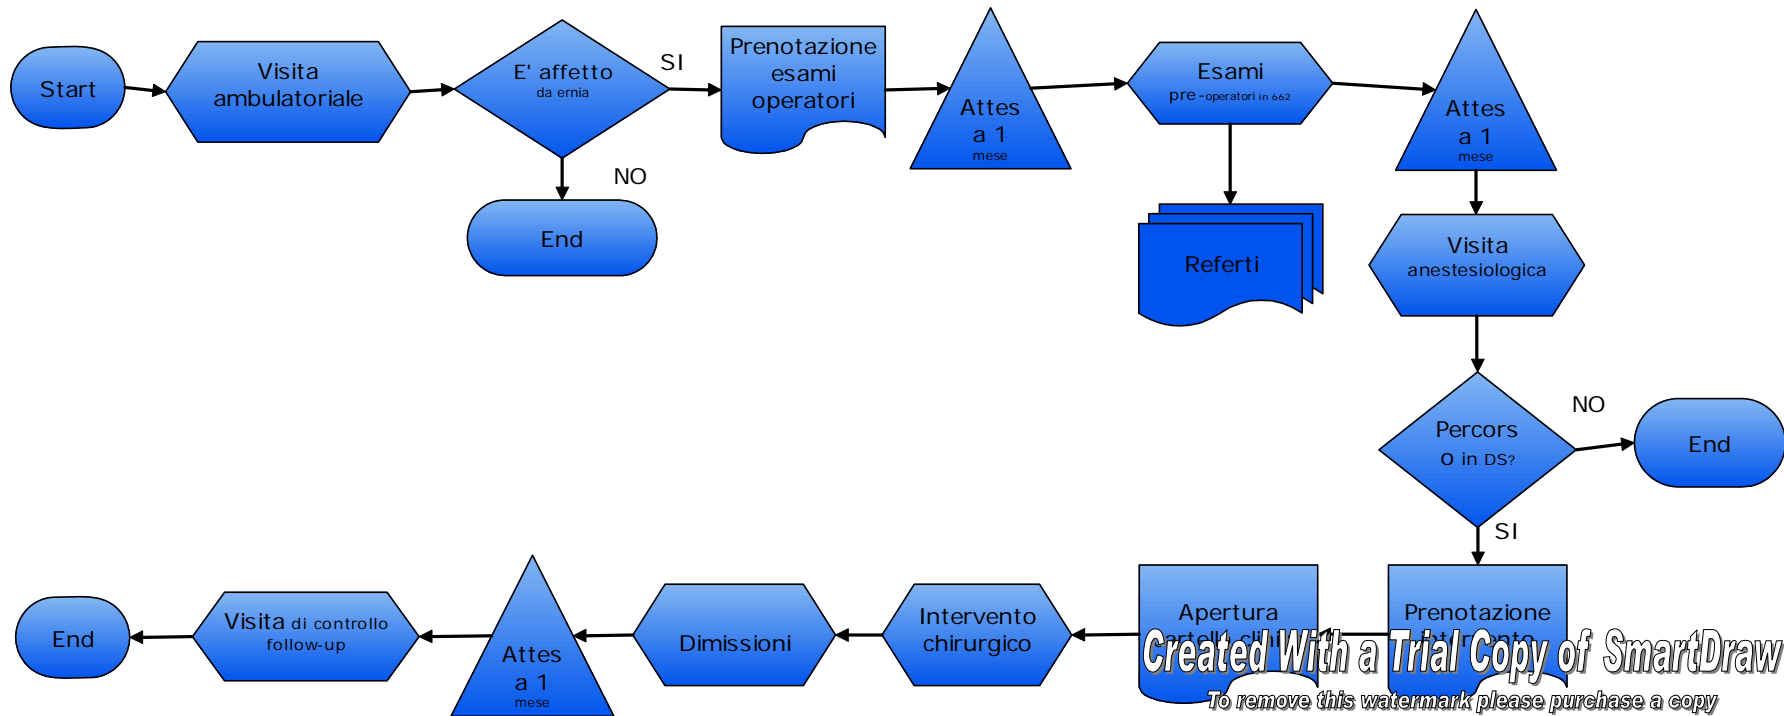 Start
Visita
ambulatoriale
E' affetto
da ernia
SI
NO
End
Prenotazione
esami
operatori
Attes
a 1
mese
Esami
pre-operatori in 662
Referti
Attes
a 1
mese
Visita
anestesiologica
Percors
o in DS?
NO
End
SI
Prenotazione
Apertura
Intervento
chirurgico
Dimissioni
Attes
a 1
mese
Visita di controllo
follow-up
End
Created With a Trial Copy of SmartDraw
To remove this watermark please purchase a copy